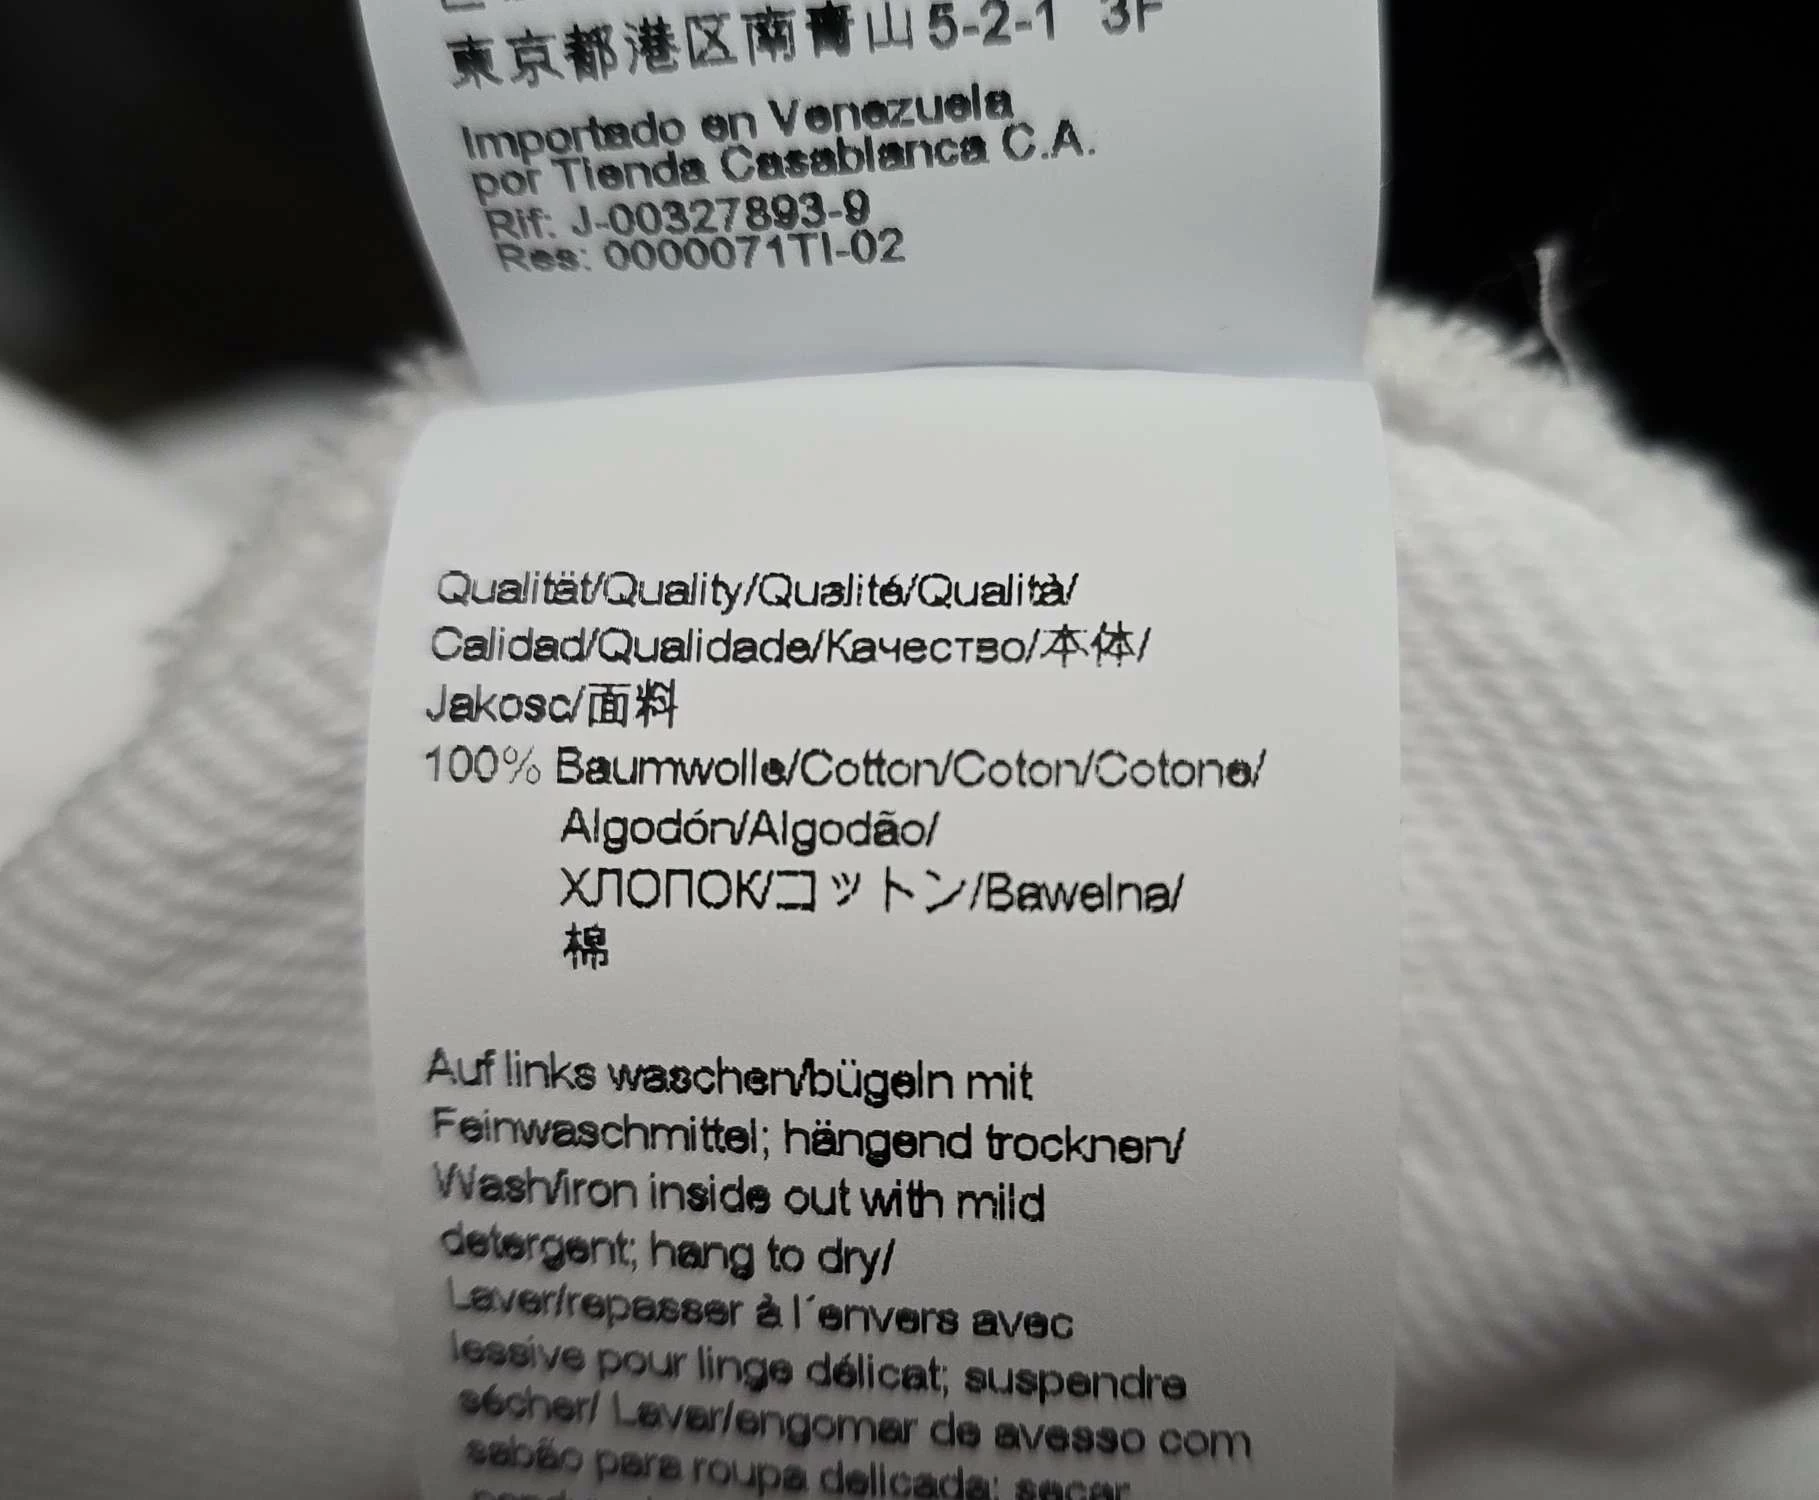 東京都港区南青山5-2-1 3F
Importado en Venezuela
por Tienda Casablanca C.A.
Rif: J-00327893-9
Res: 0000071TI-02
Qualität/Quality/Qualité/Qualità/
Calidad/Qualidade/Качество/本体/
Jakosc/面料
100% Baumwolle/Cotton/Coton/Cotone/
Algodón/Algodão/
ХЛОПОК/コットン/Bawelna/
棉
Auf links waschen/bügeln mit
Feinwaschmittel; hängend trocknen/
Wash/iron inside out with mild
detergent; hang to dry/
Laver/repasser à l´envers avec
lessive pour linge délicat; suspendre
sécher/ Lavar/engomar de avesso com
sabão para roupa delicada; secar